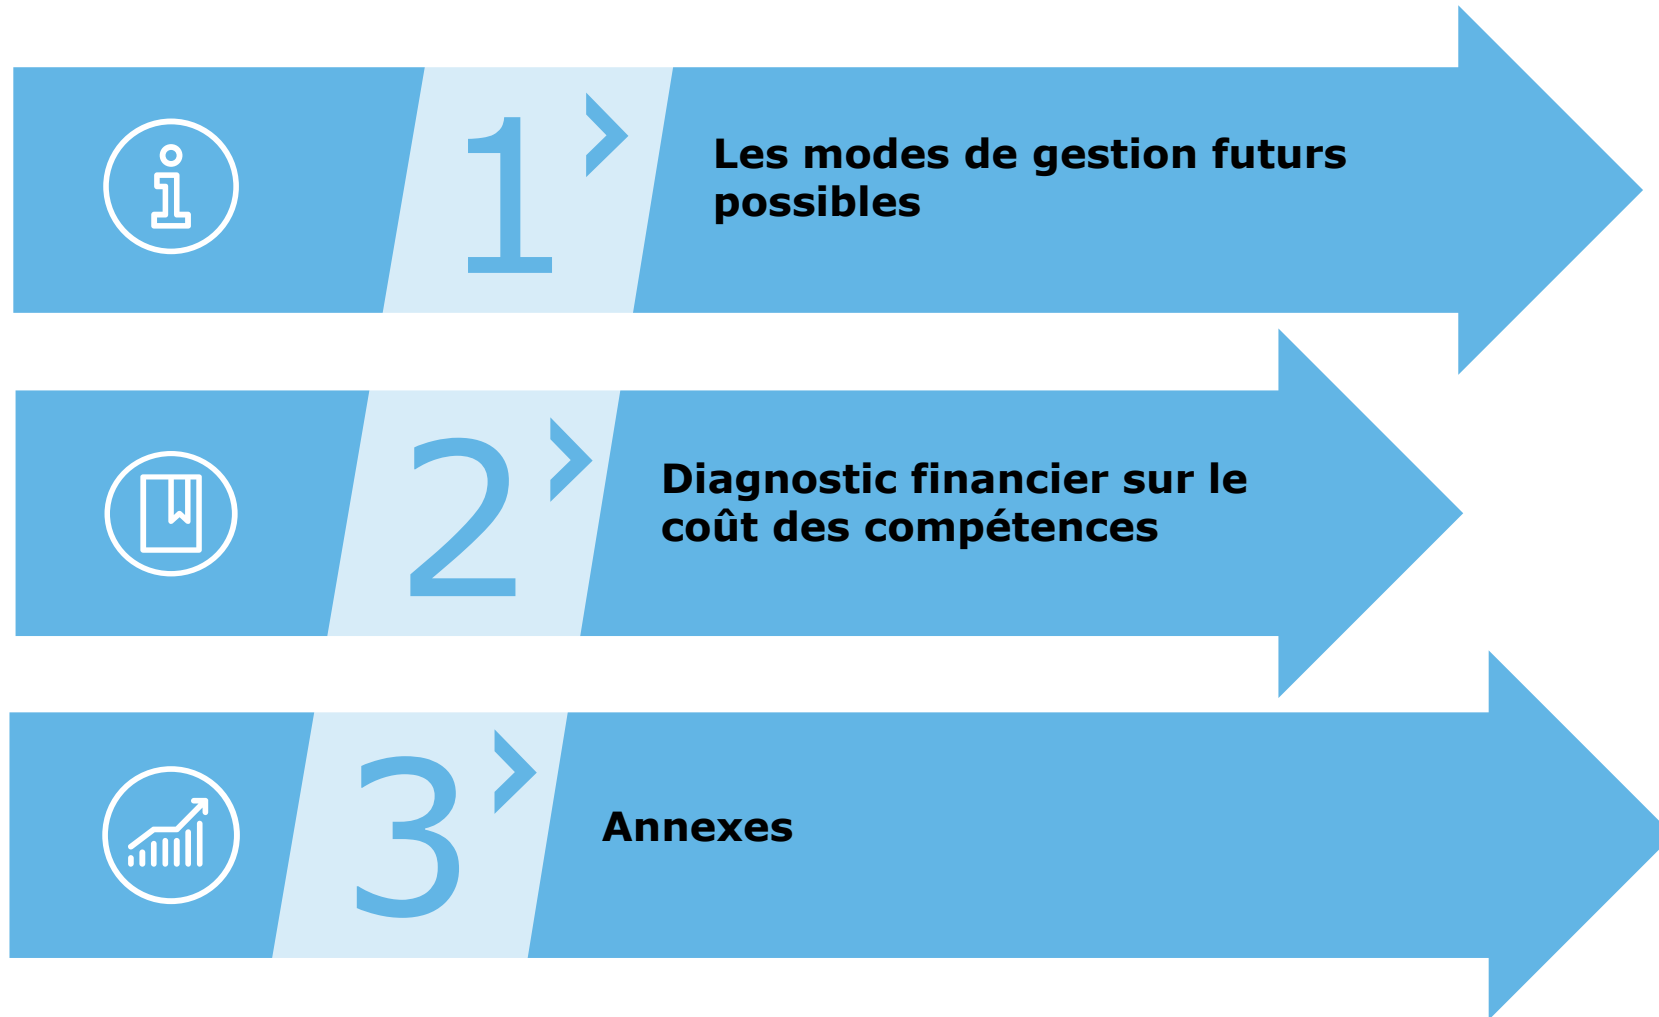 1
Les modes de gestion futurs
possibles
2
Diagnostic financier sur le
coût des compétences
3
Annexes